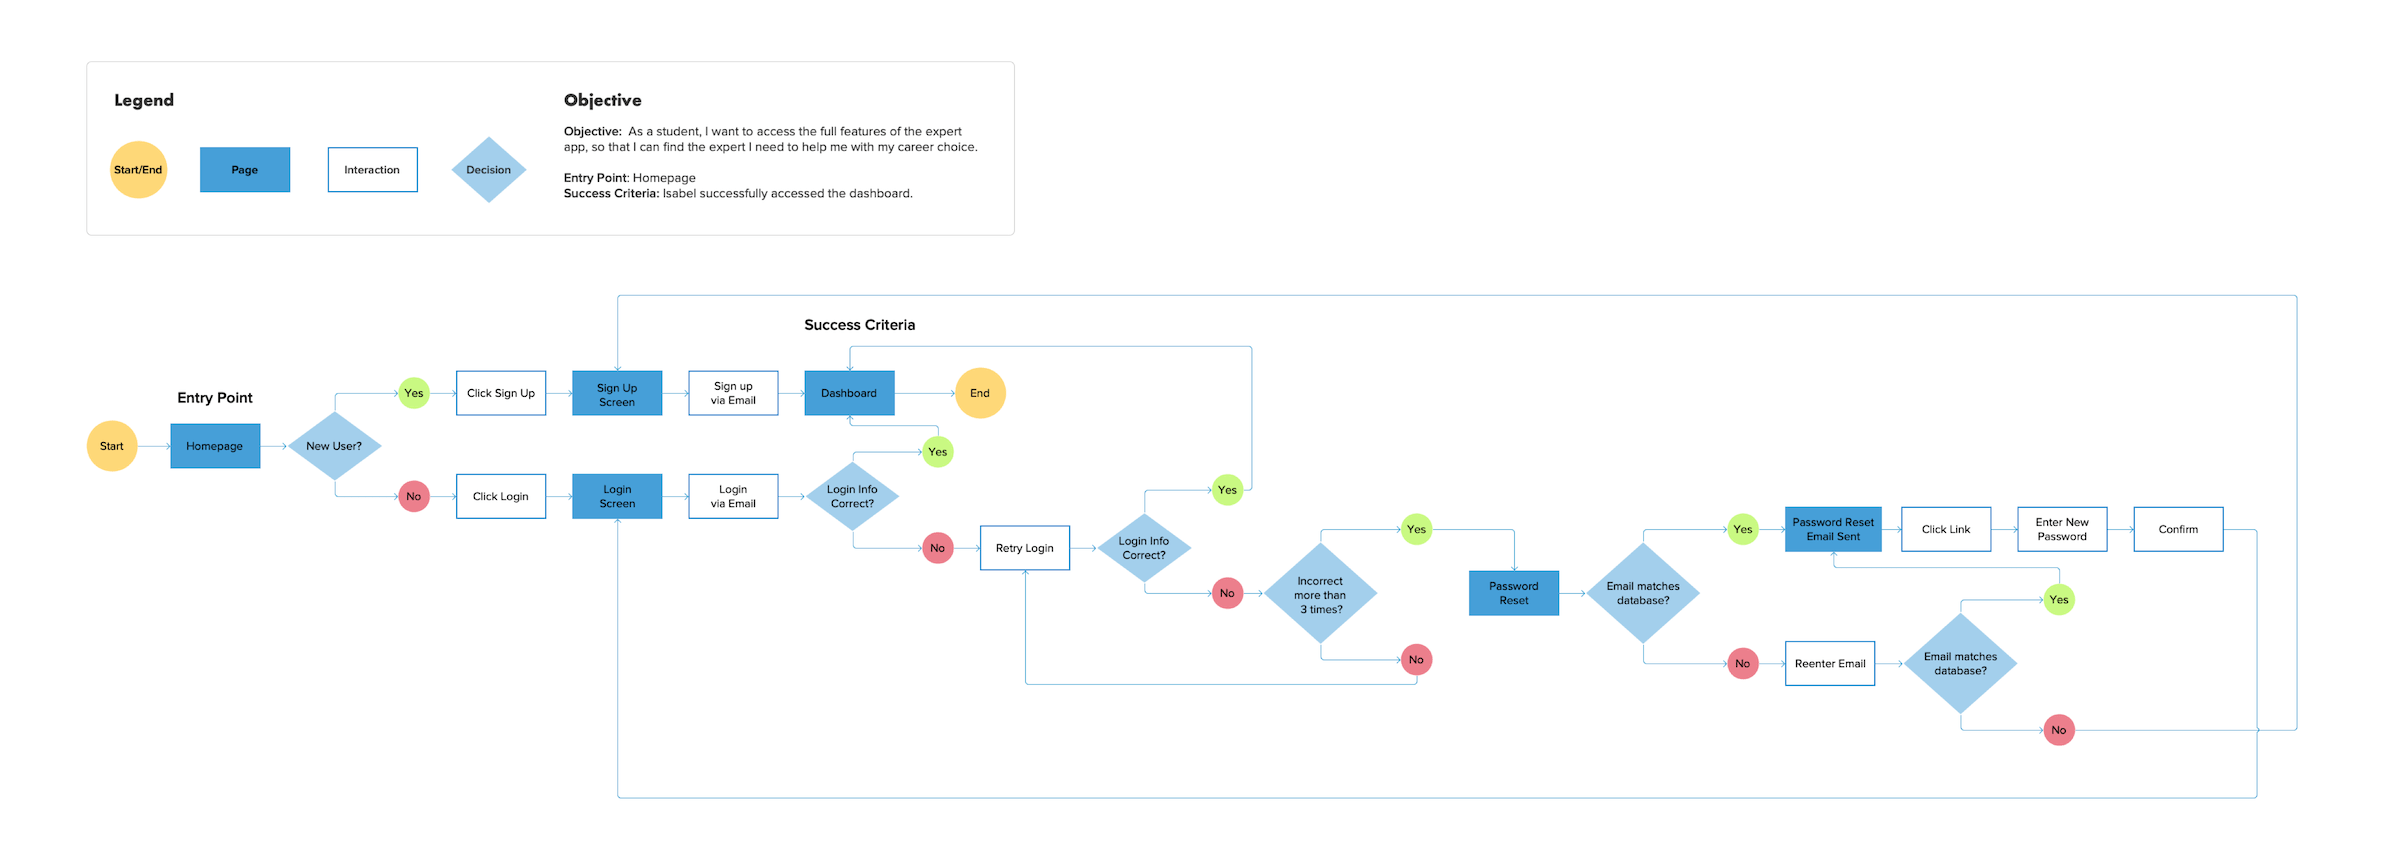 Legend
Start/End
Page
Interaction
Decision
Objective
Objective: As a student, I want to access the full features of the expert
app, so that I can find the expert I need to help me with my career choice.
Entry Point: Homepage
Success Criteria: Isabel successfully accessed the dashboard.
Success Criteria
Entry Point
Start
Homepage
New User?
Yes
Click Sign Up
Sign Up
Screen
Sign up
via Email
Dashboard
End
No
Click Login
Login
Screen
Login
via Email
Login Info
Correct?
Yes
No
Retry Login
Login Info
Correct?
Yes
No
Incorrect
more than
3 times?
Yes
No
Password
Reset
Email matches
database?
Yes
Password Reset
Email Sent
Click Link
Enter New
Password
Confirm
No
Reenter Email
Email matches
database?
Yes
No